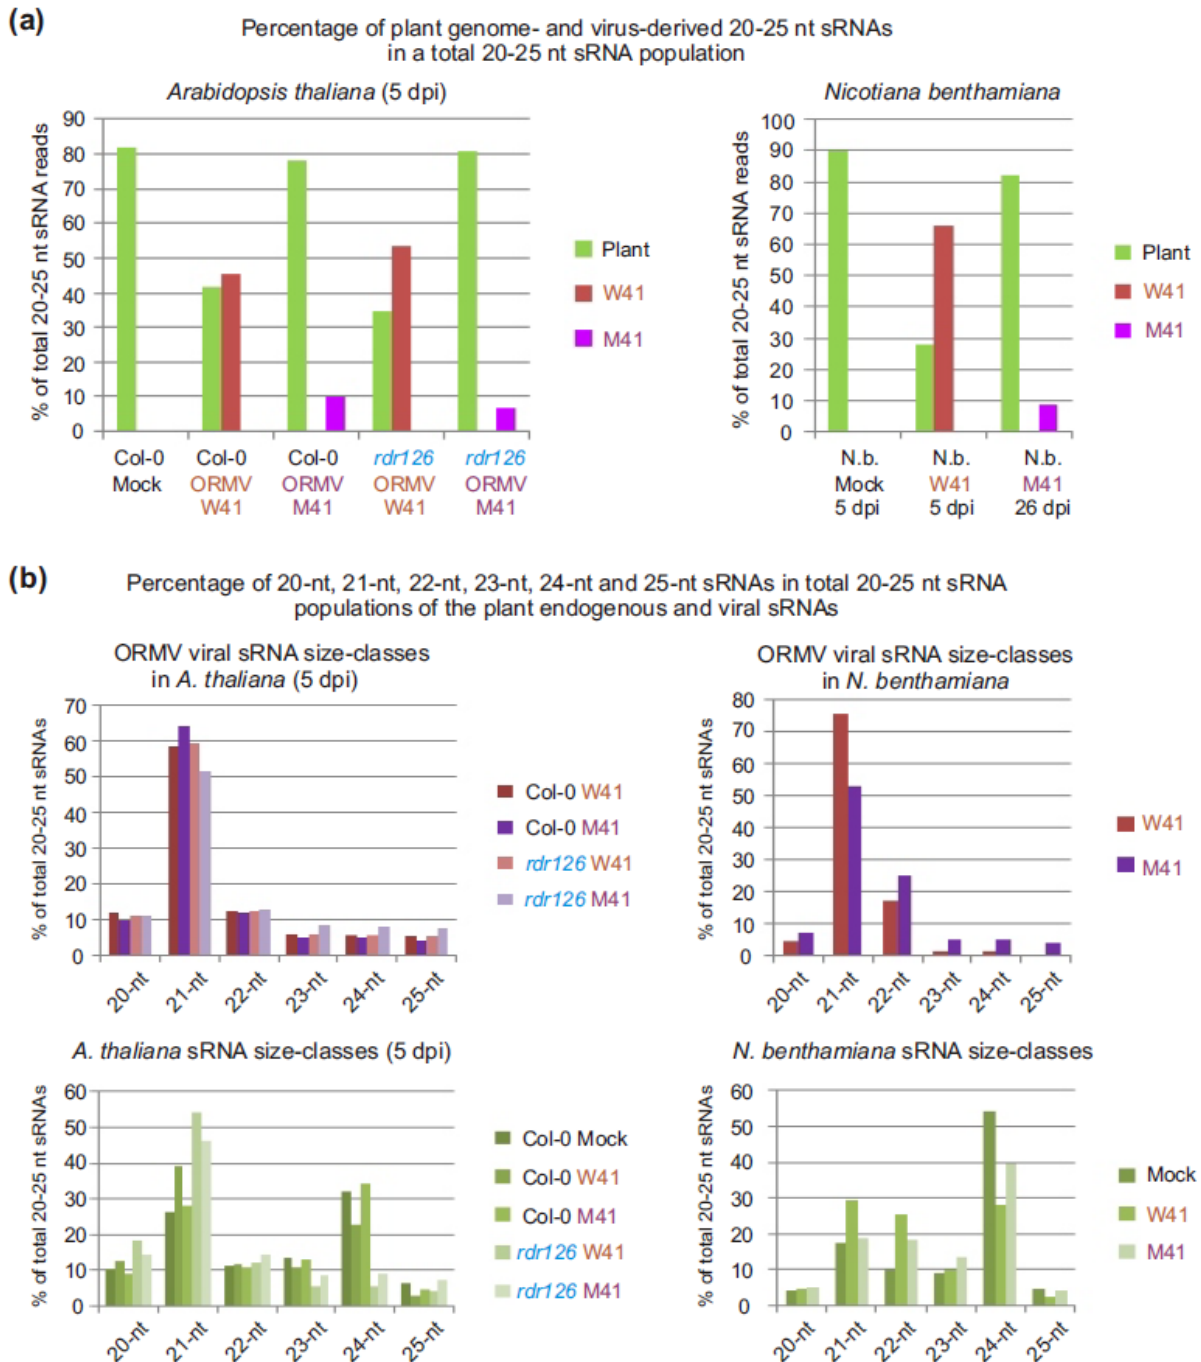 (a)
Percentage of plant genome- and virus-derived 20-25 nt sRNAs
in a total 20-25 nt sRNA population
Arabidopsis thaliana (5 dpi)
% of total 20-25 nt sRNA reads
90
80
70
60
50
40
30
20
10
0
Col-0
Mock
Col-0
ORMV
W41
Col-0
ORMV
M41
rdr126
ORMV
W41
rdr126
ORMV
M41
Plant
W41
M41
Nicotiana benthamiana
% of total 20-25 nt sRNA reads
100
90
80
70
60
50
40
30
20
10
0
N.b.
Mock
5 dpi
N.b.
W41
5 dpi
N.b.
M41
26 dpi
Plant
W41
M41
(b)
Percentage of 20-nt, 21-nt, 22-nt, 23-nt, 24-nt and 25-nt sRNAs in total 20-25 nt sRNA
populations of the plant endogenous and viral sRNAs
ORMV viral sRNA size-classes
in A. thaliana (5 dpi)
% of total 20-25 nt sRNAs
70
60
50
40
30
20
10
0
20-nt
21-nt
22-nt
23-nt
24-nt
25-nt
Col-0 W41
Col-0 M41
rdr126 W41
rdr126 M41
ORMV viral sRNA size-classes
in N. benthamiana
% of total 20-25 nt sRNAs
80
70
60
50
40
30
20
10
0
20-nt
21-nt
22-nt
23-nt
24-nt
25-nt
W41
M41
A. thaliana sRNA size-classes (5 dpi)
% of total 20-25 nt sRNAs
60
50
40
30
20
10
0
20-nt
21-nt
22-nt
23-nt
24-nt
25-nt
Col-0 Mock
Col-0 W41
Col-0 M41
rdr126 W41
rdr126 M41
N. benthamiana sRNA size-classes
% of total 20-25 nt sRNAs
60
50
40
30
20
10
0
20-nt
21-nt
22-nt
23-nt
24-nt
25-nt
Mock
W41
M41